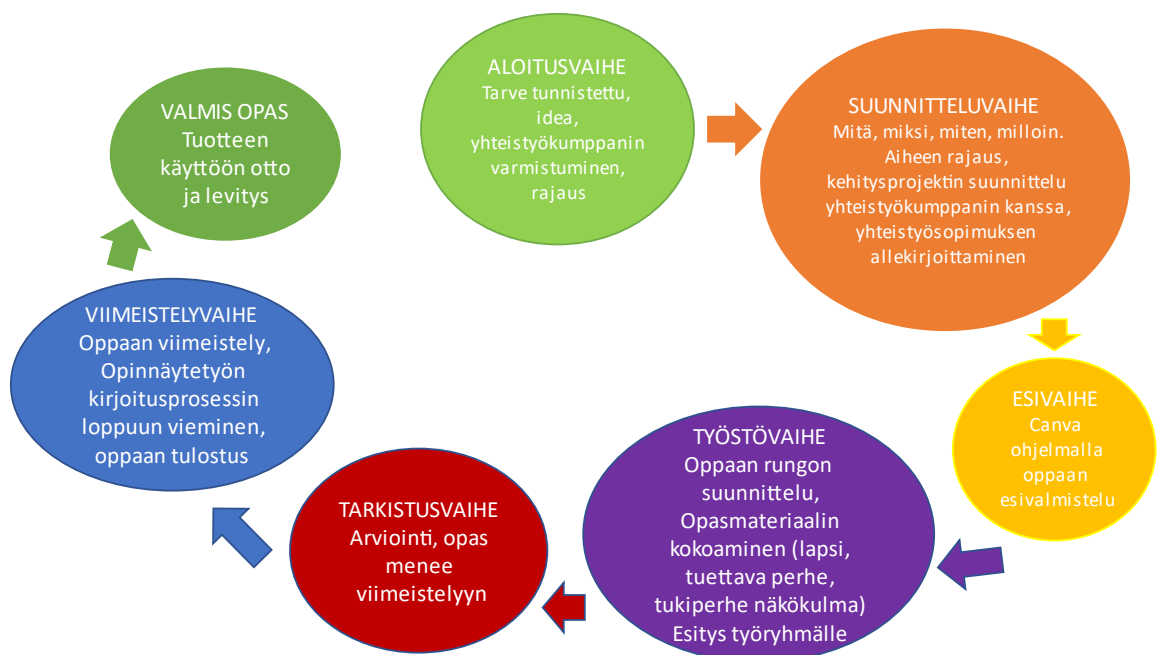 ALOITUSVAIHE
Tarve tunnistettu,
idea,
yhteistyökumppanin
varmistuminen,
rajaus
SUUNNITTELUVAIHE
Mitä, miksi, miten, milloin.
Aiheen rajaus,
kehitysprojektin suunnittelu
yhteistyökumppanin kanssa,
yhteistyösopimuksen
allekirjoittaminen
ESIVAIHE
Canva
ohjelmalla
oppaan
esivalmistelu
TYÖSTÖVAIHE
Oppaan rungon
suunnittelu,
Opasmateriaalin
kokoaminen (lapsi,
tuettava perhe,
tukiperhe näkökulma)
Esitys työryhmälle
TARKISTUSVAIHE
Arviointi, opas
menee
viimeistelyyn
VIIMEISTELYVAIHE
Oppaan viimeistely,
Opinnäytetyön
kirjoitusprosessin
loppuun vieminen,
oppaan tulostus
VALMIS OPAS
Tuotteen
käyttöön otto
ja levitys